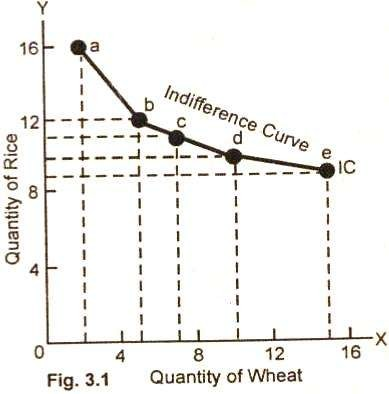 Y
16
a
Indifference Curve
12
b
c
d
e
IC
8
4
Quantity of Rice
0
4
8
12
16
X
Fig. 3.1
Quantity of Wheat